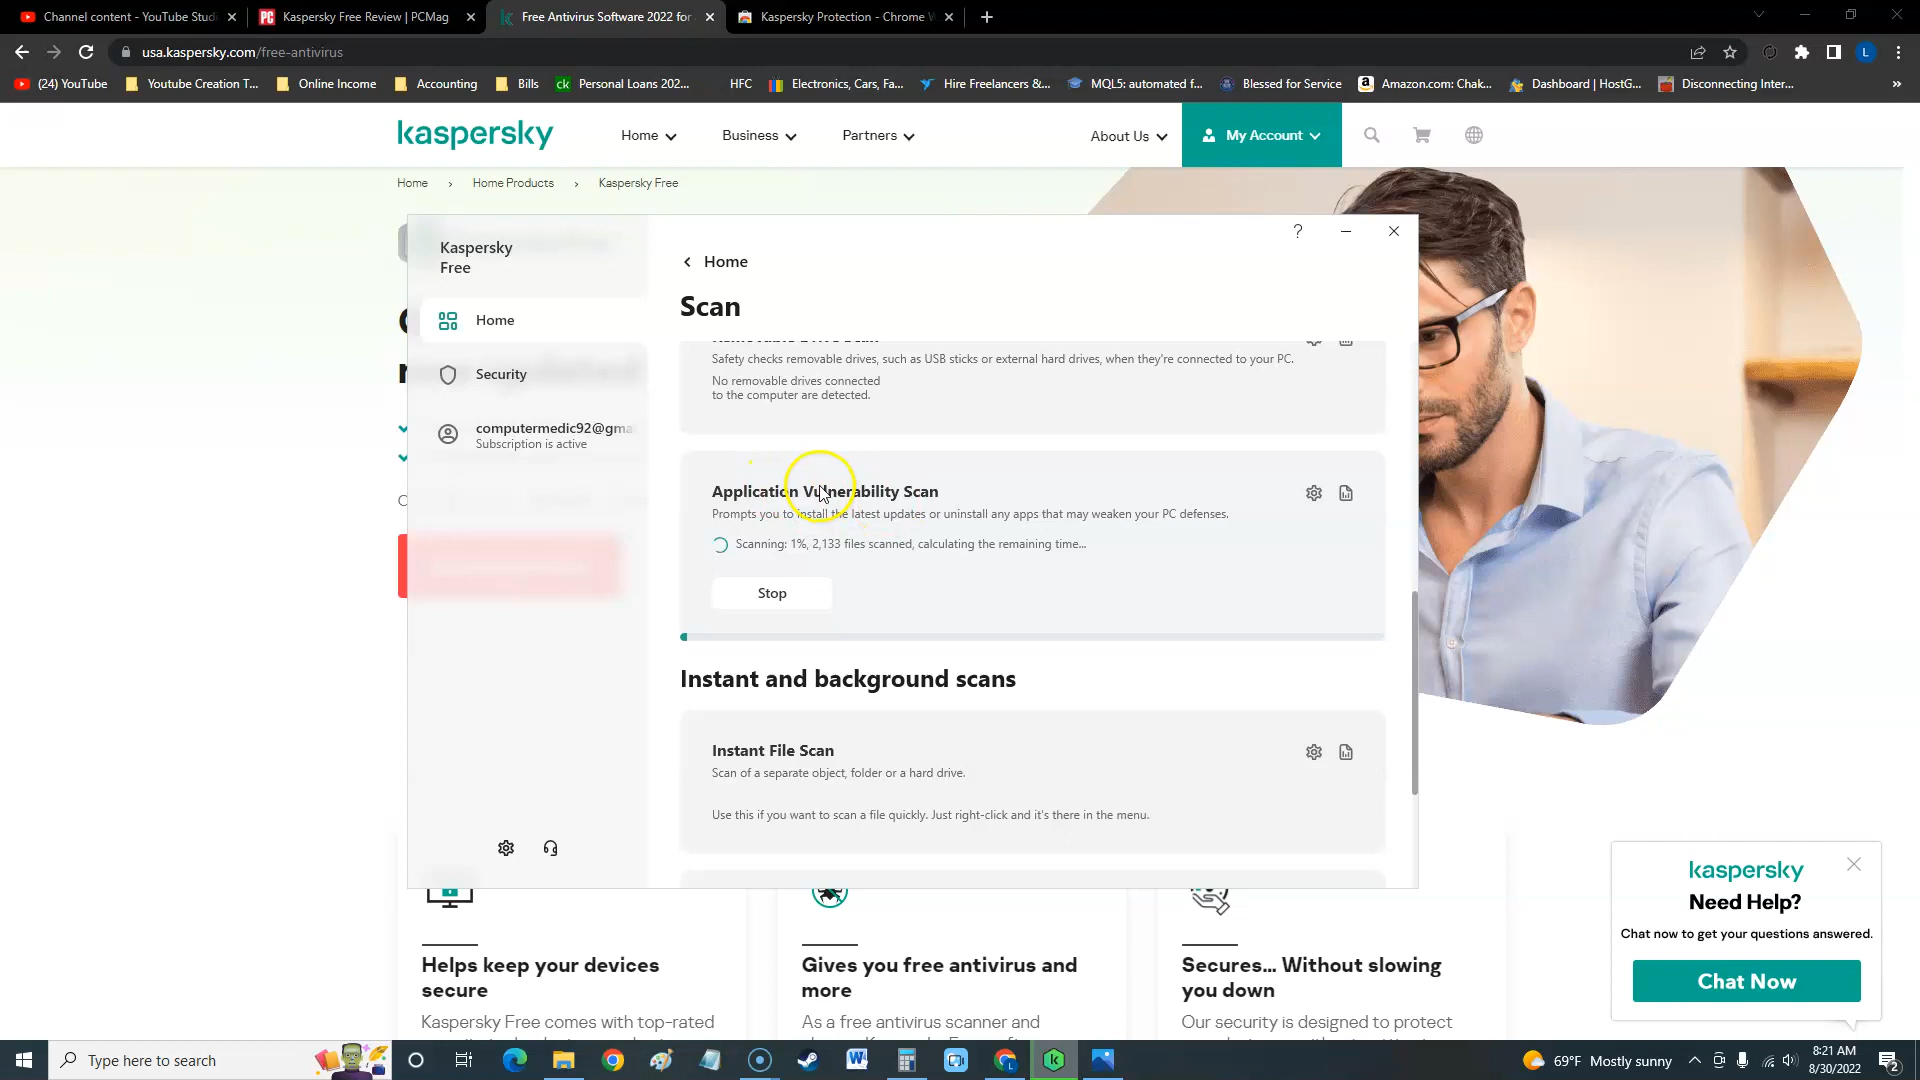 Channel content - YouTube Stud
Kaspersky Free Review | PCMag
Free Antivirus Software 2022 for
Kaspersky Protection - Chrome W
usa.kaspersky.com/free-antivirus
L
(24) YouTube
Youtube Creation T...
Online Income
Accounting
Bills
ck Personal Loans 202...
HFC
Electronics, Cars, Fa...
Hire Freelancers &...
MQL5: automated f...
Blessed for Service
Amazon.com: Chak...
Dashboard | HostG...
Disconnecting Inter...
»
kaspersky
Home
Business
Partners
About Us
My Account
Home › Home Products › Kaspersky Free
Kaspersky
Free
Home
Security
computermedic92@gma
Subscription is active
? 
Home
Scan
Safety checks removable drives, such as USB sticks or external hard drives, when they're connected to your PC.
No removable drives connected
to the computer are detected.
Application Vulnerability Scan
Prompts you to install the latest updates or uninstall any apps that may weaken your PC defenses.
Scanning: 1%, 2,133 files scanned, calculating the remaining time...
Stop
Instant and background scans
Instant File Scan
Scan of a separate object, folder or a hard drive.
Use this if you want to scan a file quickly. Just right-click and it's there in the menu.
Helps keep your devices
secure
Kaspersky Free comes with top-rated
Gives you free antivirus and
more
As a free antivirus scanner and
Secures... Without slowing
you down
Our security is designed to protect
kaspersky
Need Help?
Chat now to get your questions answered.
Chat Now
Type here to search
69°F Mostly sunny
8:21 AM
8/30/2022
2